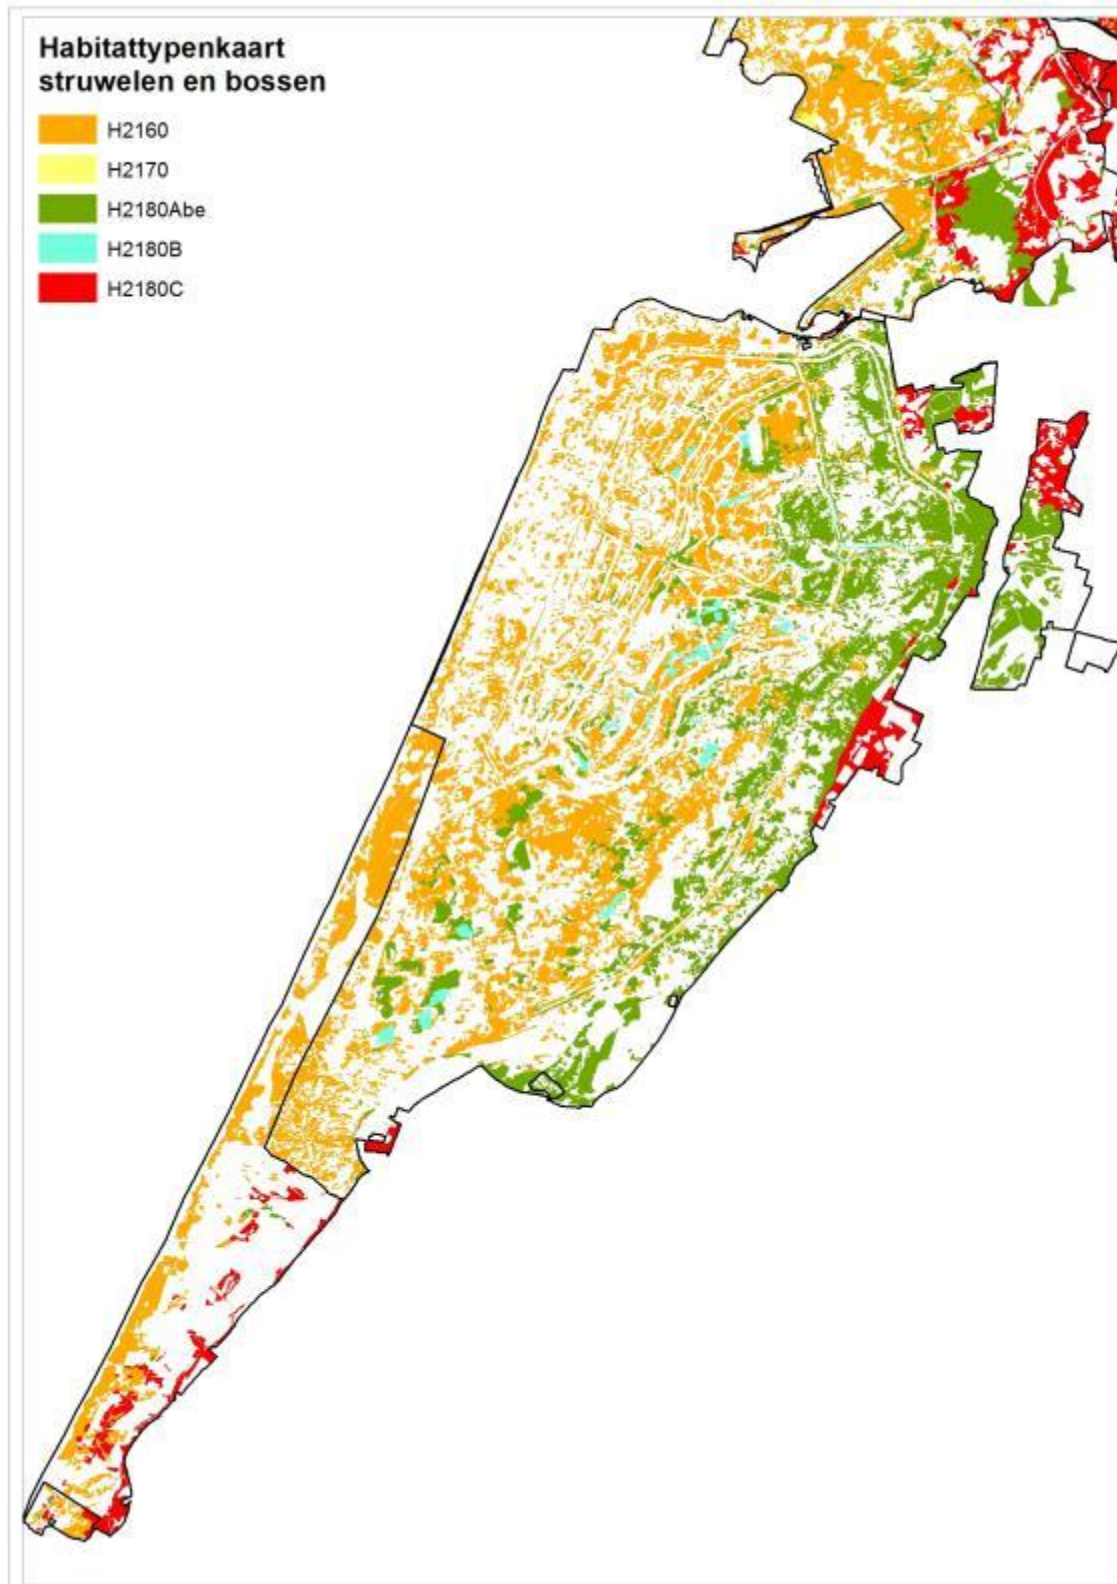 Habitattypenkaart
struwelen en bossen
H2160
H2170
H2180Abe
H2180B
H2180C